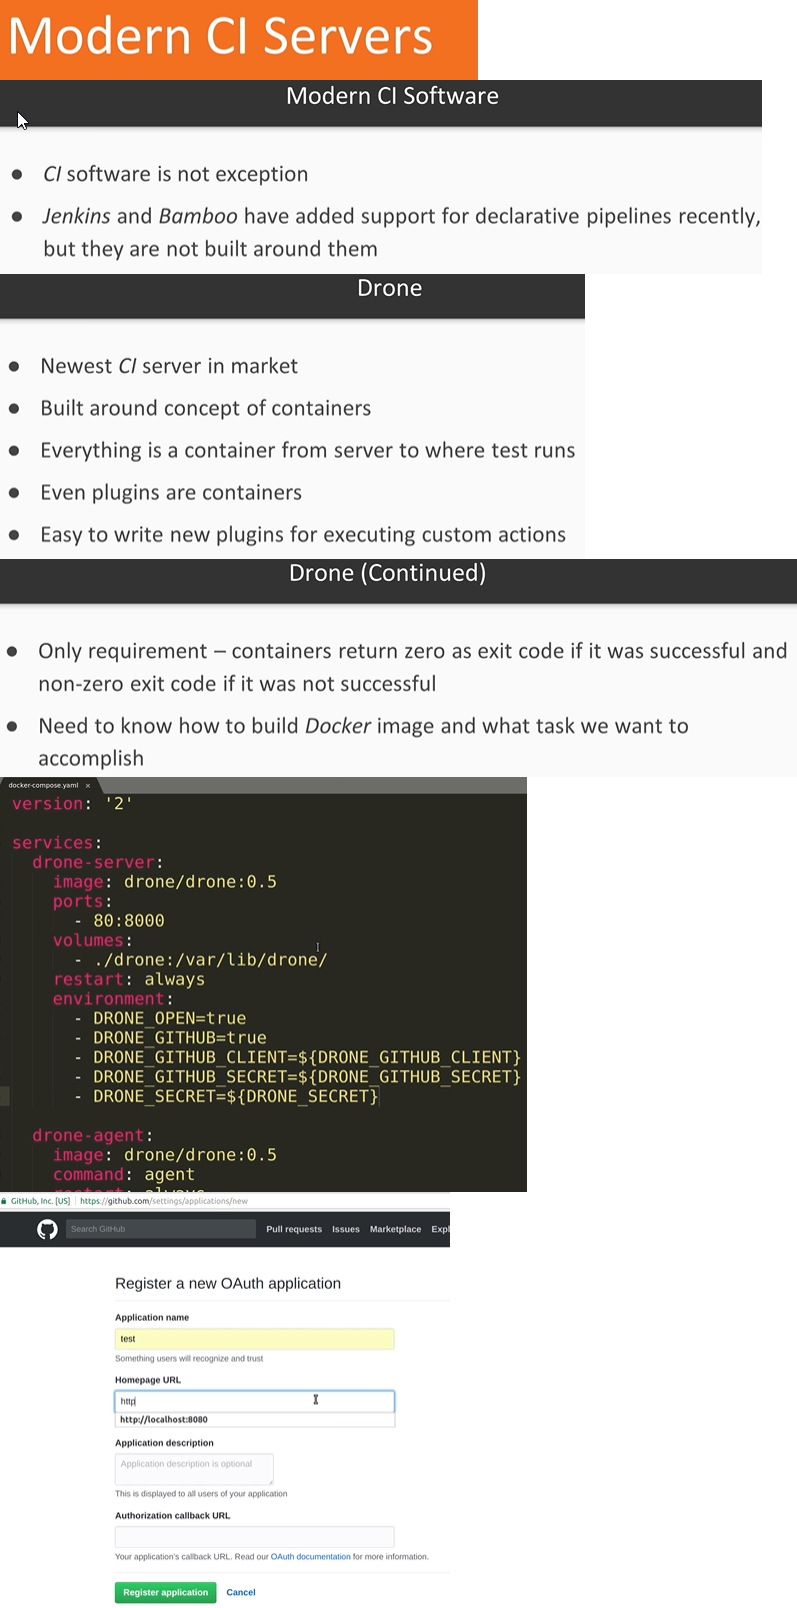 Modern CI Servers
Modern CI Software
● CI software is not exception
● Jenkins and Bamboo have added support for declarative pipelines recently,
but they are not built around them
Drone
● Newest CI server in market
● Built around concept of containers
● Everything is a container from server to where test runs
● Even plugins are containers
● Easy to write new plugins for executing custom actions
Drone (Continued)
● Only requirement – containers return zero as exit code if it was successful and
non-zero exit code if it was not successful
● Need to know how to build Docker image and what task we want to
accomplish
docker-compose.yaml ×
version: '2'
services:
drone-server:
image: drone/drone:0.5
ports:
- 80:8000
volumes:
- ./drone:/var/lib/drone/
restart: always
environment:
- DRONE_OPEN=true
- DRONE_GITHUB=true
- DRONE_GITHUB_CLIENT=${DRONE_GITHUB_CLIENT}
- DRONE_GITHUB_SECRET=${DRONE_GITHUB_SECRET}
- DRONE_SECRET=${DRONE_SECRET}
drone-agent:
image: drone/drone:0.5
command: agent
restart: always
GitHub, Inc. [US] https://github.com/settings/applications/new
Search GitHub Pull requests Issues Marketplace Expl
Register a new OAuth application
Application name
test
Something users will recognize and trust
Homepage URL
http
http://localhost:8080
Application description
Application description is optional
This is displayed to all users of your application
Authorization callback URL
Your application's callback URL. Read our OAuth documentation for more information.
Register application Cancel